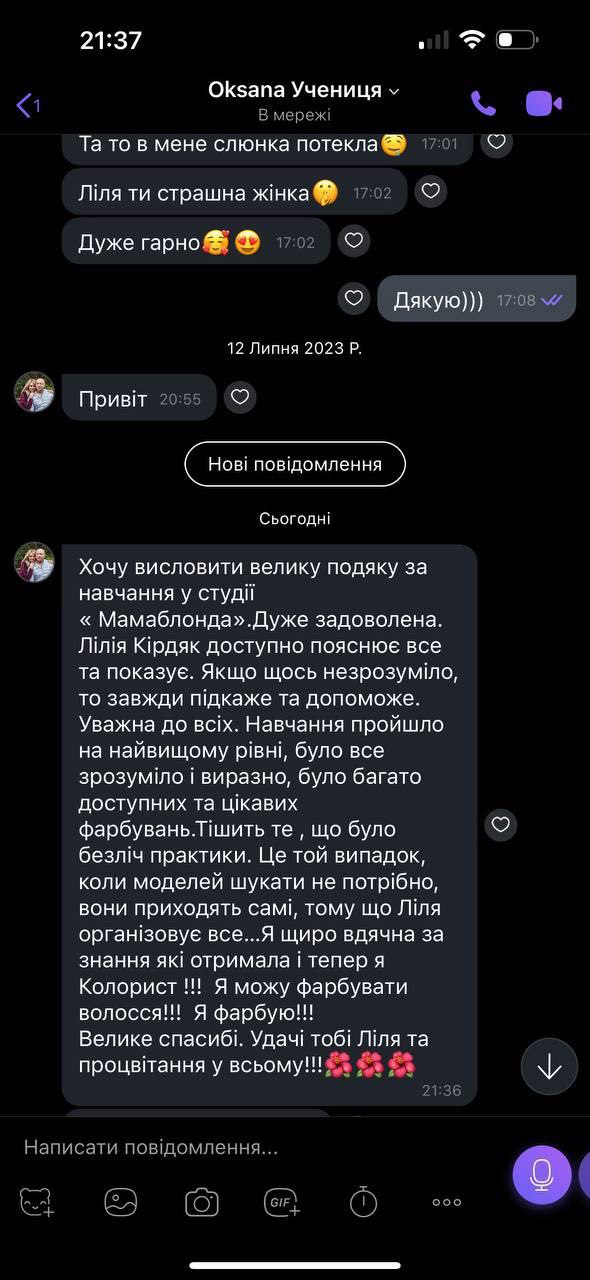 21:37
1
Oksana Учениця
В мережі
Та то в мене слюнка потекла🤤 17:01
Ліля ти страшна жінка🤫 17:02
Дуже гарно🥰😍 17:02
Дякую))) 17:08
12 Липня 2023 Р.
Привіт 20:55
Нові повідомлення
Сьогодні
Хочу висловити велику подяку за
навчання у студії
« Мамаблонда».Дуже задоволена.
Лілія Кірдяк доступно пояснює все
та показує. Якщо щось незрозуміло,
то завжди підкаже та допоможе.
Уважна до всіх. Навчання пройшло
на найвищому рівні, було все
зрозуміло і виразно, було багато
доступних та цікавих
фарбувань.Тішить те , що було
безліч практики. Це той випадок,
коли моделей шукати не потрібно,
вони приходять самі, тому що Ліля
організовує все...Я щиро вдячна за
знання які отримала і тепер я
Колорист !!!  Я можу фарбувати
волосся!!!  Я фарбую!!!
Велике спасибі. Удачі тобі Ліля та
процвітання у всьому!!!🌺🌺🌺
21:36
Написати повідомлення...
GIF